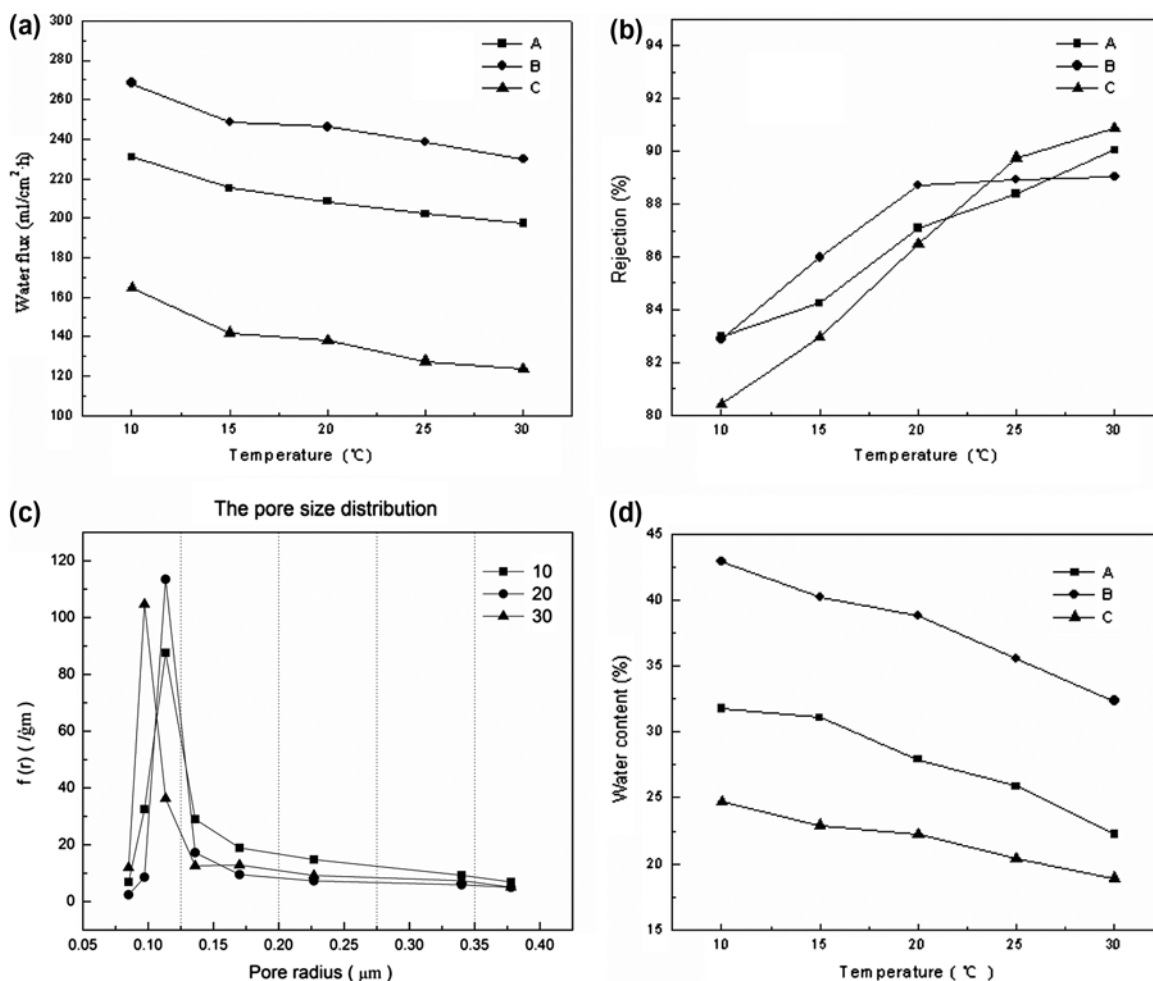 (a)
300
280
260
240
220
200
180
160
140
120
100
Water flux (ml/cm²·h)
A
B
C
10 15 20 25 30
Temperature (℃)
(b)
94
92
90
88
86
84
82
80
Rejection (%)
A
B
C
10 15 20 25 30
Temperature (℃)
(c)
The pore size distribution
120
100
80
60
40
20
0
f (r) ( /gm )
10
20
30
0.05 0.10 0.15 0.20 0.25 0.30 0.35 0.40
Pore radius ( μm )
(d)
45
40
35
30
25
20
15
Water content (%)
A
B
C
10 15 20 25 30
Temperature ( ℃ )